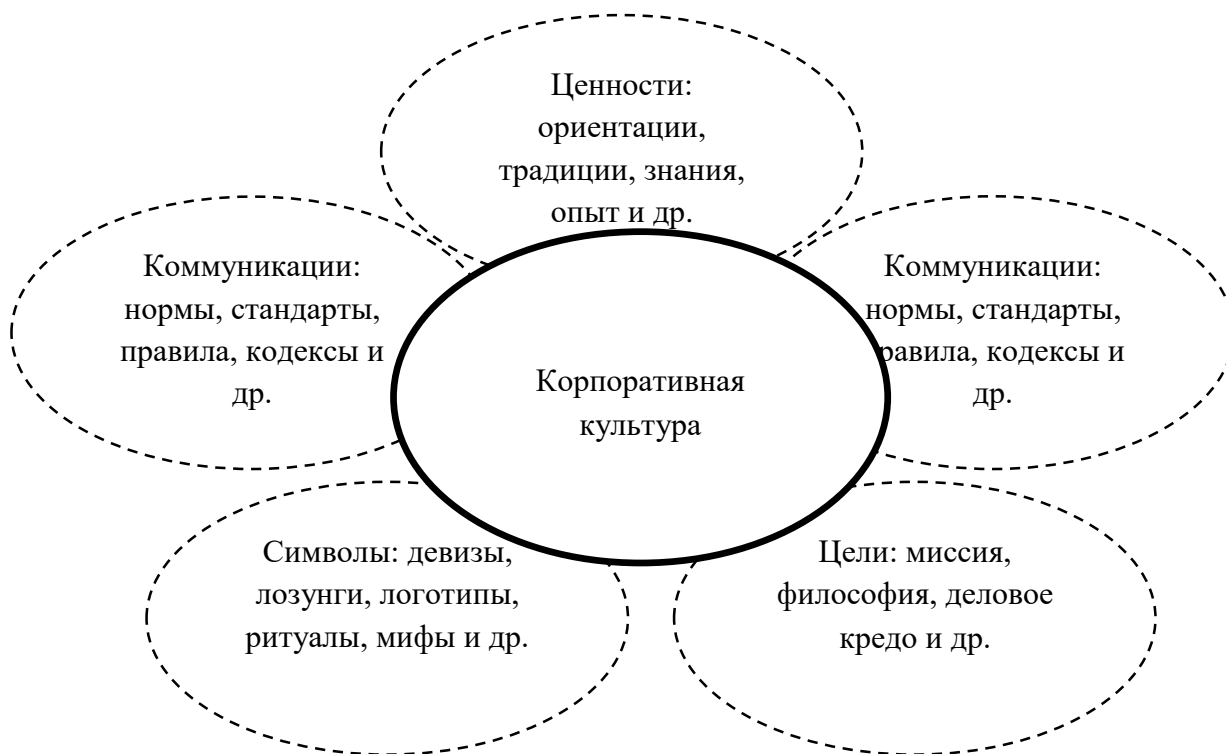 Ценности:
ориентации,
традиции, знания,
опыт и др.
Коммуникации:
нормы, стандарты,
правила, кодексы и
др.
Коммуникации:
нормы, стандарты,
равила, кодексы и
др.
Корпоративная
культура
Символы: девизы,
лозунги, логотипы,
ритуалы, мифы и др.
Цели: миссия,
философия, деловое
кредо и др.